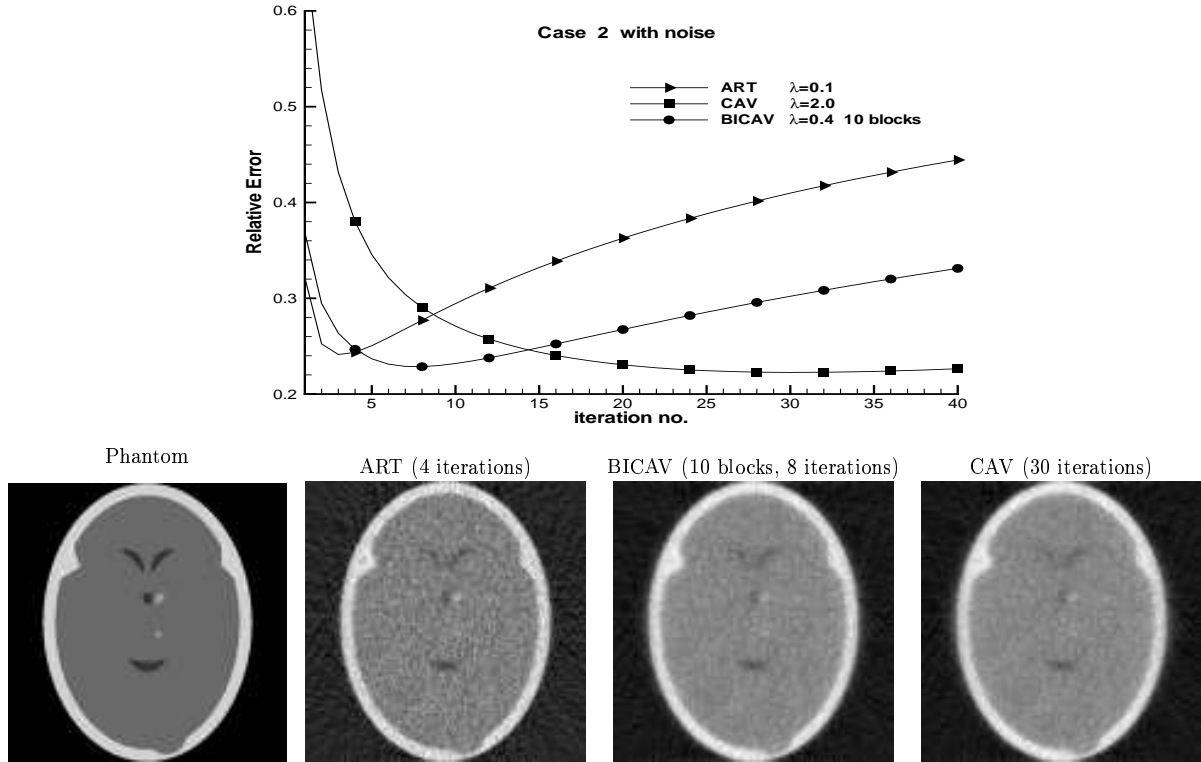 Case 2 with noise
ART λ=0.1
CAV λ=2.0
BICAV λ=0.4 10 blocks
Relative Error
0.6
0.5
0.4
0.3
0.2
5 10 15 20 25 30 35 40
iteration no.
Phantom
ART (4 iterations)
BICAV (10 blocks, 8 iterations)
CAV (30 iterations)